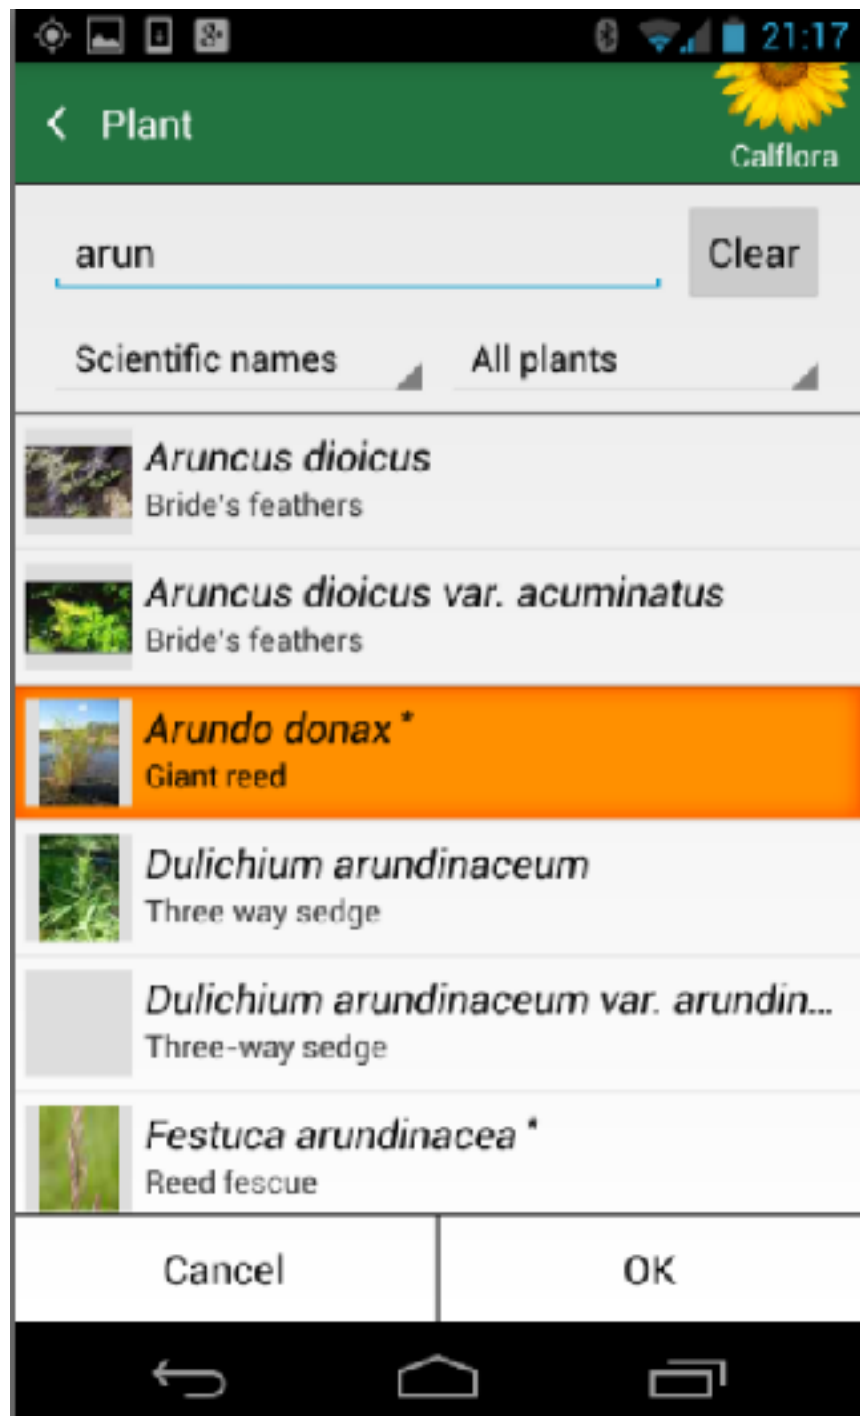 21:17
Plant
Calflora
arun
Clear
Scientific names
All plants
Aruncus dioicus
Bride's feathers
Aruncus dioicus var. acuminatus
Bride's feathers
Arundo donax*
Giant reed
Dulichium arundinaceum
Three way sedge
Dulichium arundinaceum var. arundin...
Three-way sedge
Festuca arundinacea*
Reed fescue
Cancel
OK